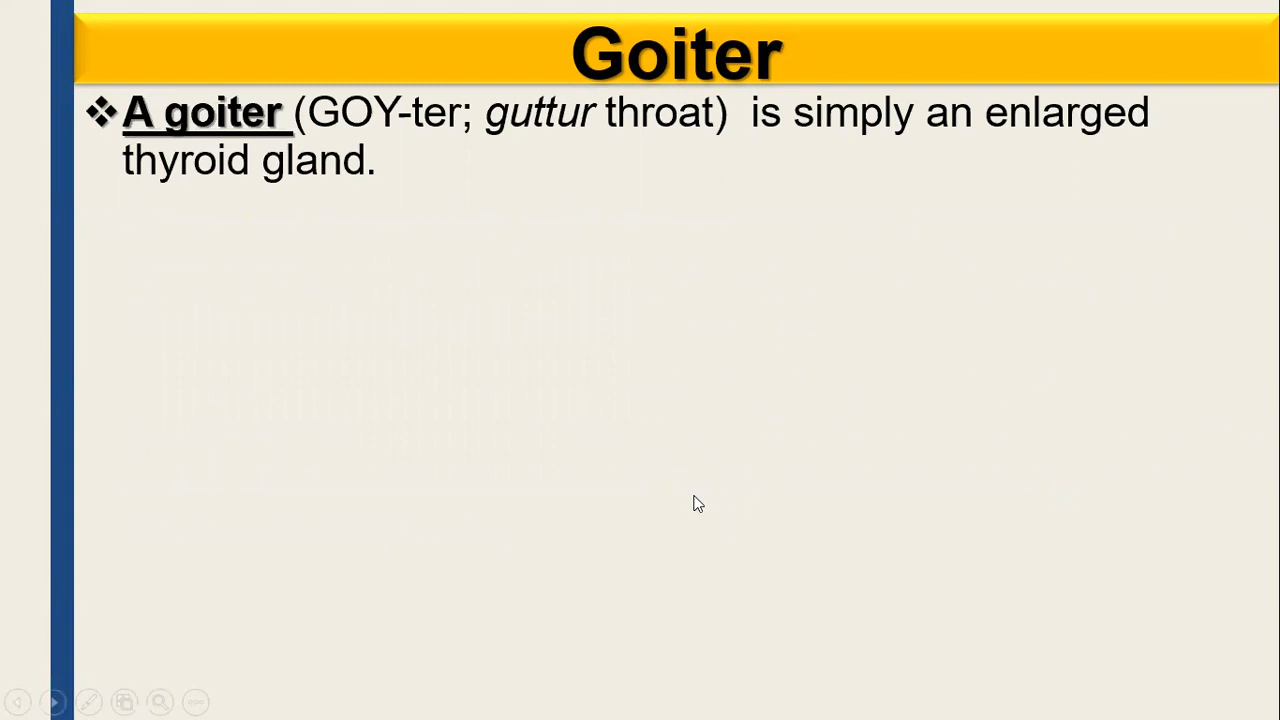 Goiter
❖A goiter (GOY-ter; guttur throat)  is simply an enlarged
thyroid gland.